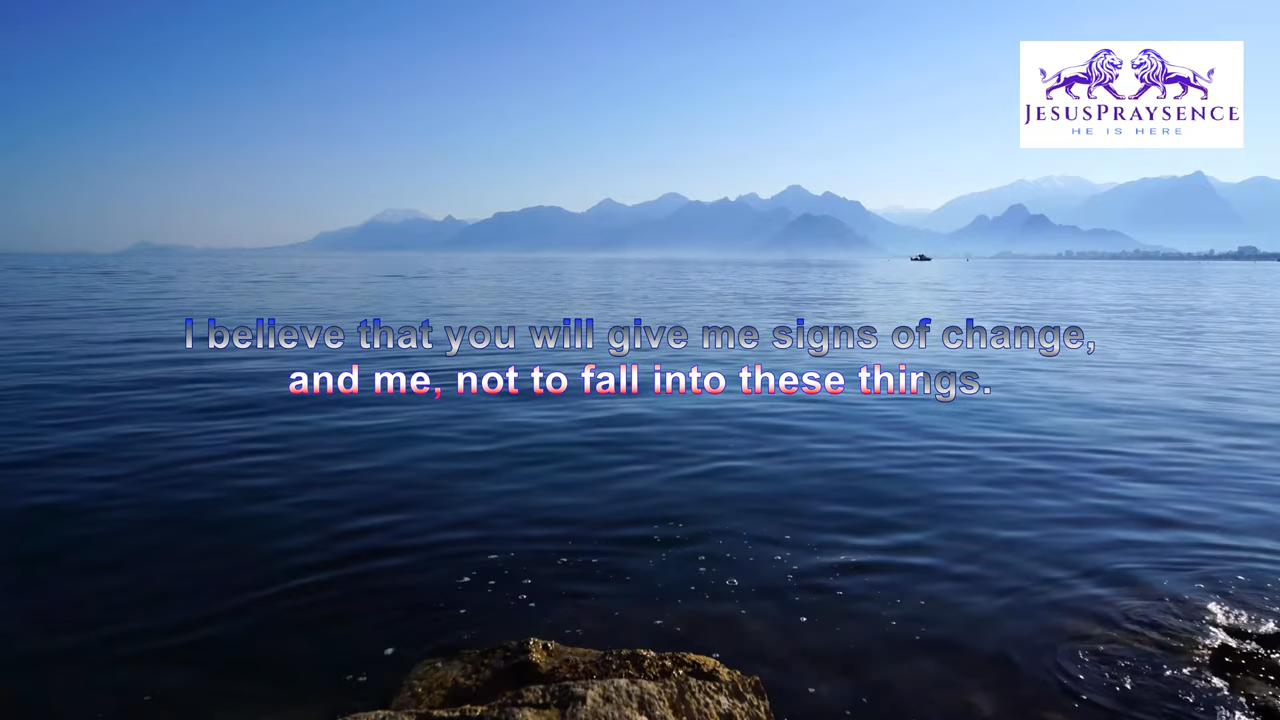 JESUSPRAYSENCE
HE IS HERE
I believe that you will give me signs of change,
and me, not to fall into these things.